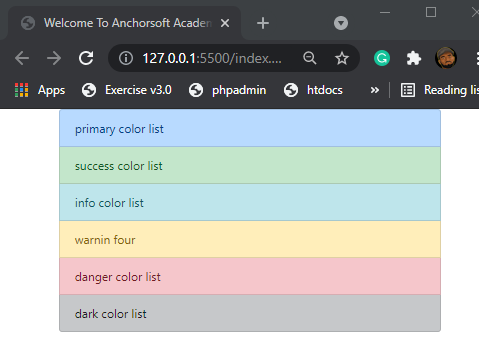 Welcome To Anchorsoft Academ
127.0.0.1:5500/index....
Apps
Exercise v3.0
phpadmin
htdocs
»
Reading lis
primary color list
success color list
info color list
warnin four
danger color list
dark color list